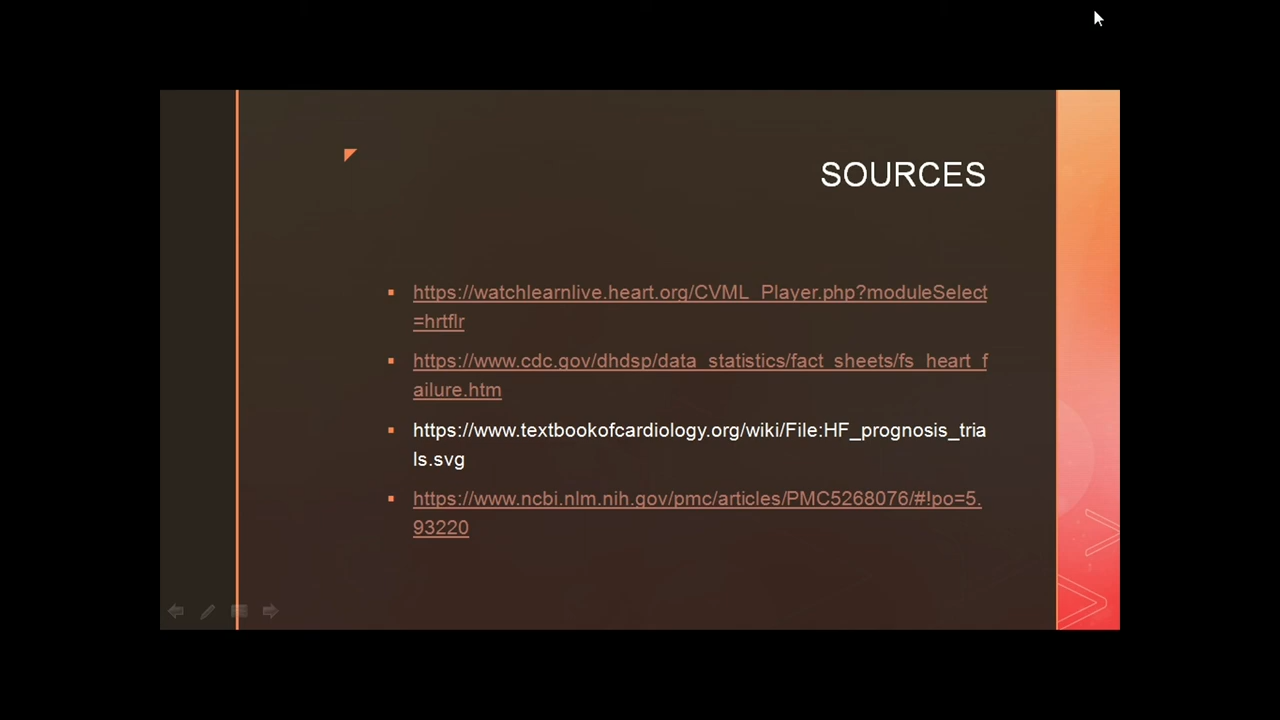 SOURCES
https://watchlearnlive.heart.org/CVML_Player.php?moduleSelect
=hrtflr
https://www.cdc.gov/dhdsp/data_statistics/fact_sheets/fs_heart_f
ailure.htm
https://www.textbookofcardiology.org/wiki/File:HF_prognosis_tria
ls.svg
https://www.ncbi.nlm.nih.gov/pmc/articles/PMC5268076/#!po=5.
93220